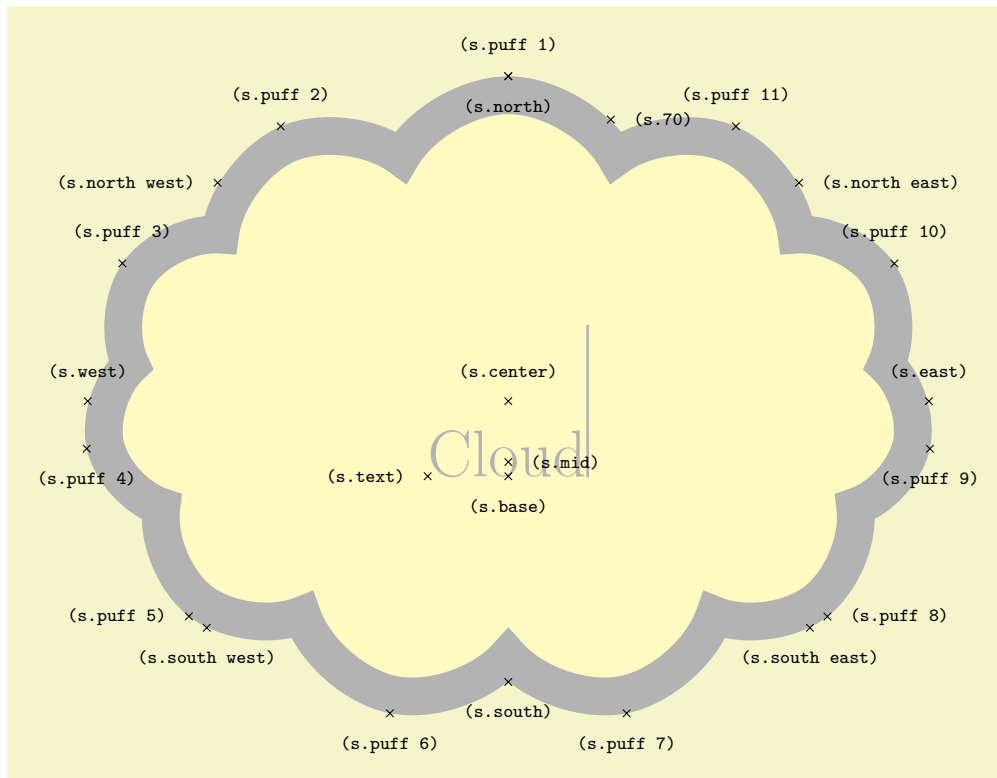 (s.puff 1)
(s.puff 2)
(s.puff 11)
(s.north)
(s.70)
(s.north west)
(s.north east)
(s.puff 3)
(s.puff 10)
(s.west)
(s.center)
(s.east)
Cloud
(s.mid)
(s.text)
(s.puff 4)
(s.puff 9)
(s.base)
(s.puff 5)
(s.puff 8)
(s.south west)
(s.south east)
(s.south)
(s.puff 6)
(s.puff 7)